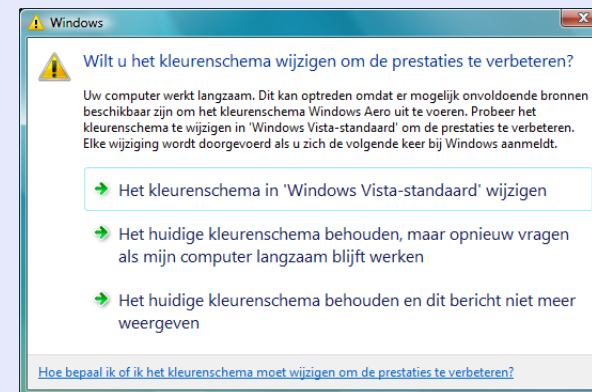 Windows
Wilt u het kleurenschema wijzigen om de prestaties te verbeteren?
Uw computer werkt langzaam. Dit kan optreden omdat er mogelijk onvoldoende bronnen
beschikbaar zijn om het kleurenschema Windows Aero uit te voeren. Probeer het
kleurenschema te wijzigen in 'Windows Vista-standaard' om de prestaties te verbeteren.
Elke wijziging wordt doorgevoerd als u zich de volgende keer bij Windows aanmeldt.
Het kleurenschema in 'Windows Vista-standaard' wijzigen
Het huidige kleurenschema behouden, maar opnieuw vragen
als mijn computer langzaam blijft werken
Het huidige kleurenschema behouden en dit bericht niet meer
weergeven
Hoe bepaal ik of ik het kleurenschema moet wijzigen om de prestaties te verbeteren?